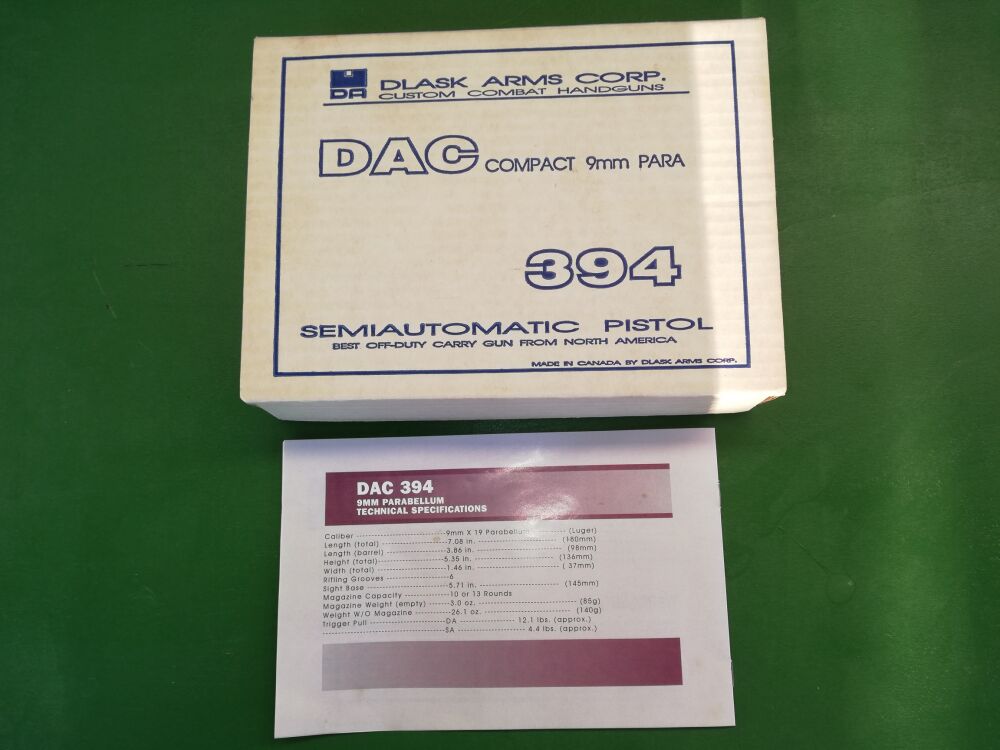 DA
DLASK ARMS CORP.
CUSTOM COMBAT HANDGUNS
DAC COMPACT 9mm PARA
394
SEMIAUTOMATIC PISTOL
BEST OFF-DUTY CARRY GUN FROM NORTH AMERICA
MADE IN CANADA BY DLASK ARMS CORP.
DAC 394
9MM PARABELLUM
TECHNICAL SPECIFICATIONS
Caliber ---------- 9mm X 19 Parabellum ---------- (Luger)
Length (total) ---------- 7.08 in. ---------- (180mm)
Length (barrel) ---------- 3.86 in. ---------- (98mm)
Height (total) ---------- 5.35 in. ---------- (136mm)
Width (total) ---------- 1.46 in. ---------- ( 37mm)
Rifling Grooves ---------- 6
Sight Base ---------- 5.71 in. ---------- (145mm)
Magazine Capacity ---------- 10 or 13 Rounds
Magazine Weight (empty) ---------- 3.0 oz. ---------- (85g)
Weight W/O Magazine ---------- 26.1 oz. ---------- (140g)
Trigger Pull ---------- DA ---------- 12.1 lbs. (approx.)
---------- SA ---------- 4.4 lbs. (approx.)